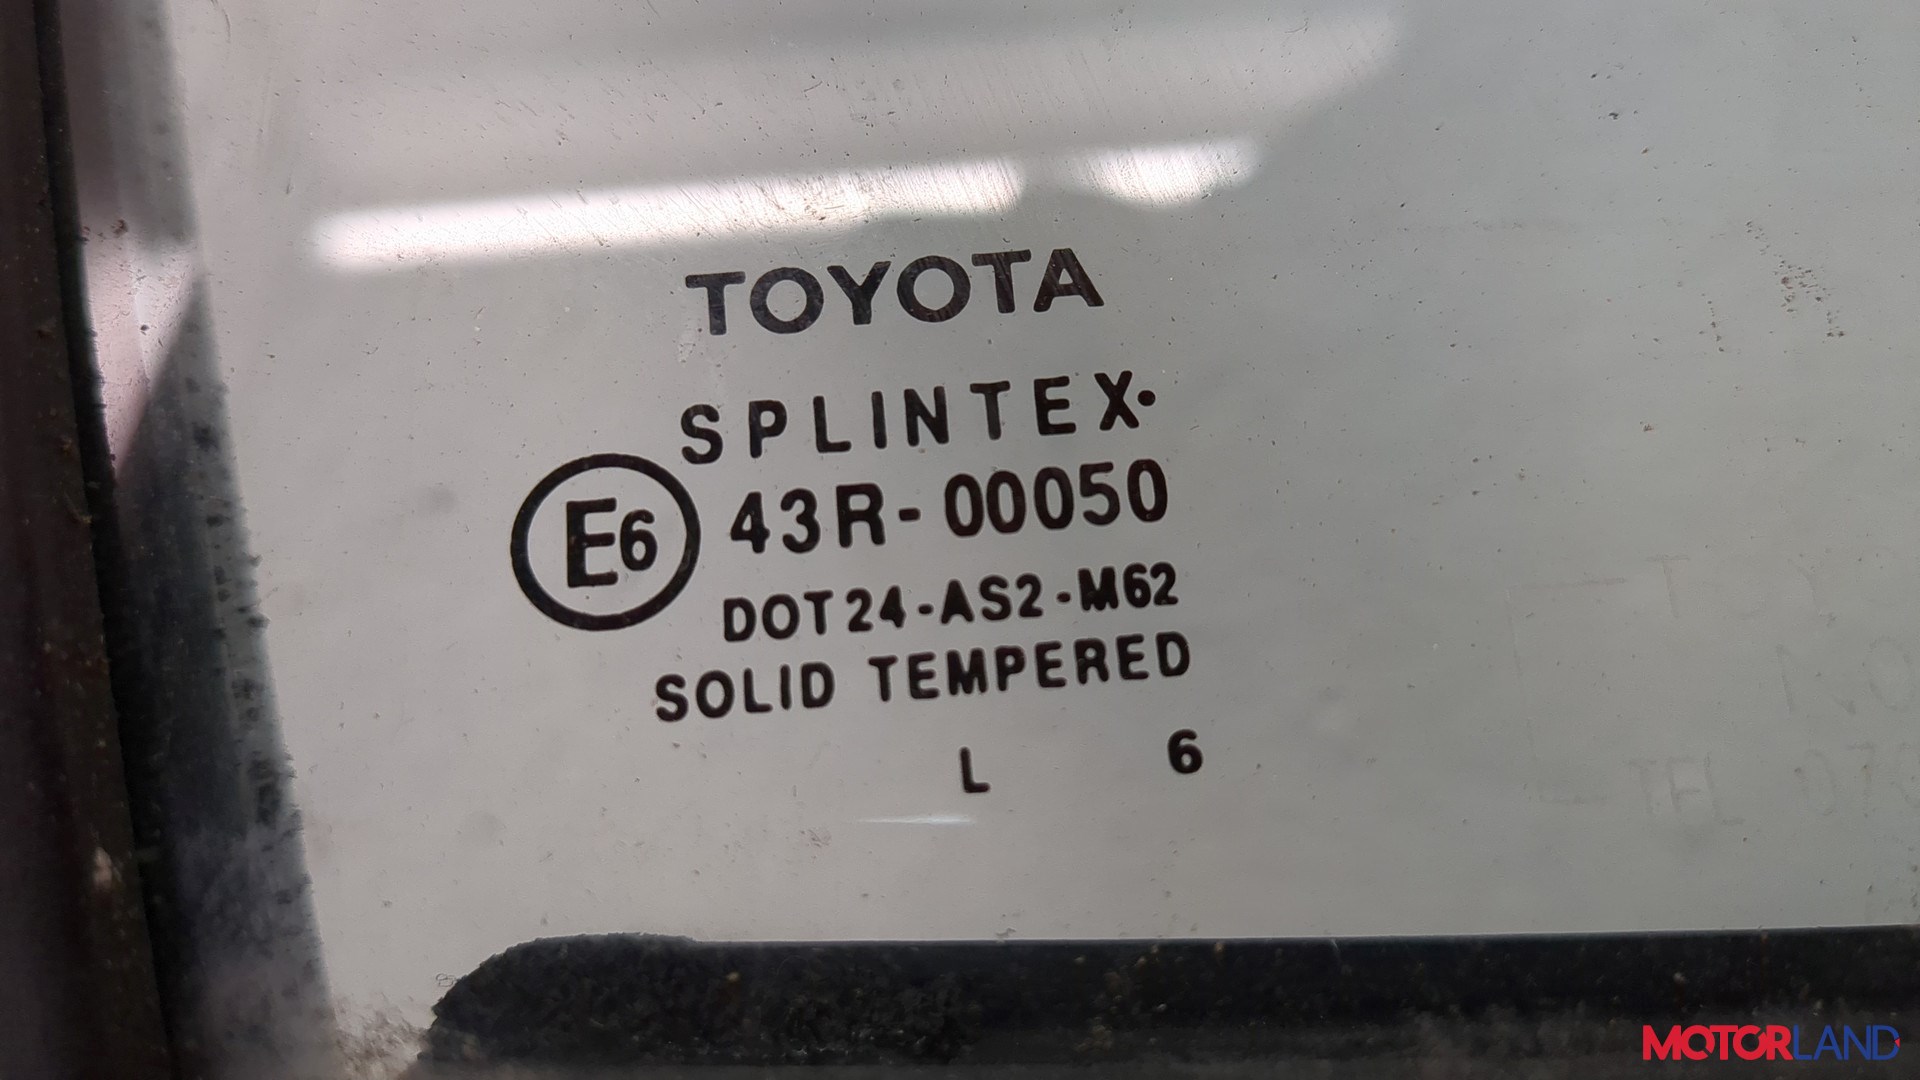 TOYOTA
SPLINTEX
E6 43R-00050
DOT24-AS2-M62
SOLID TEMPERED
L 6
MOTORLAND